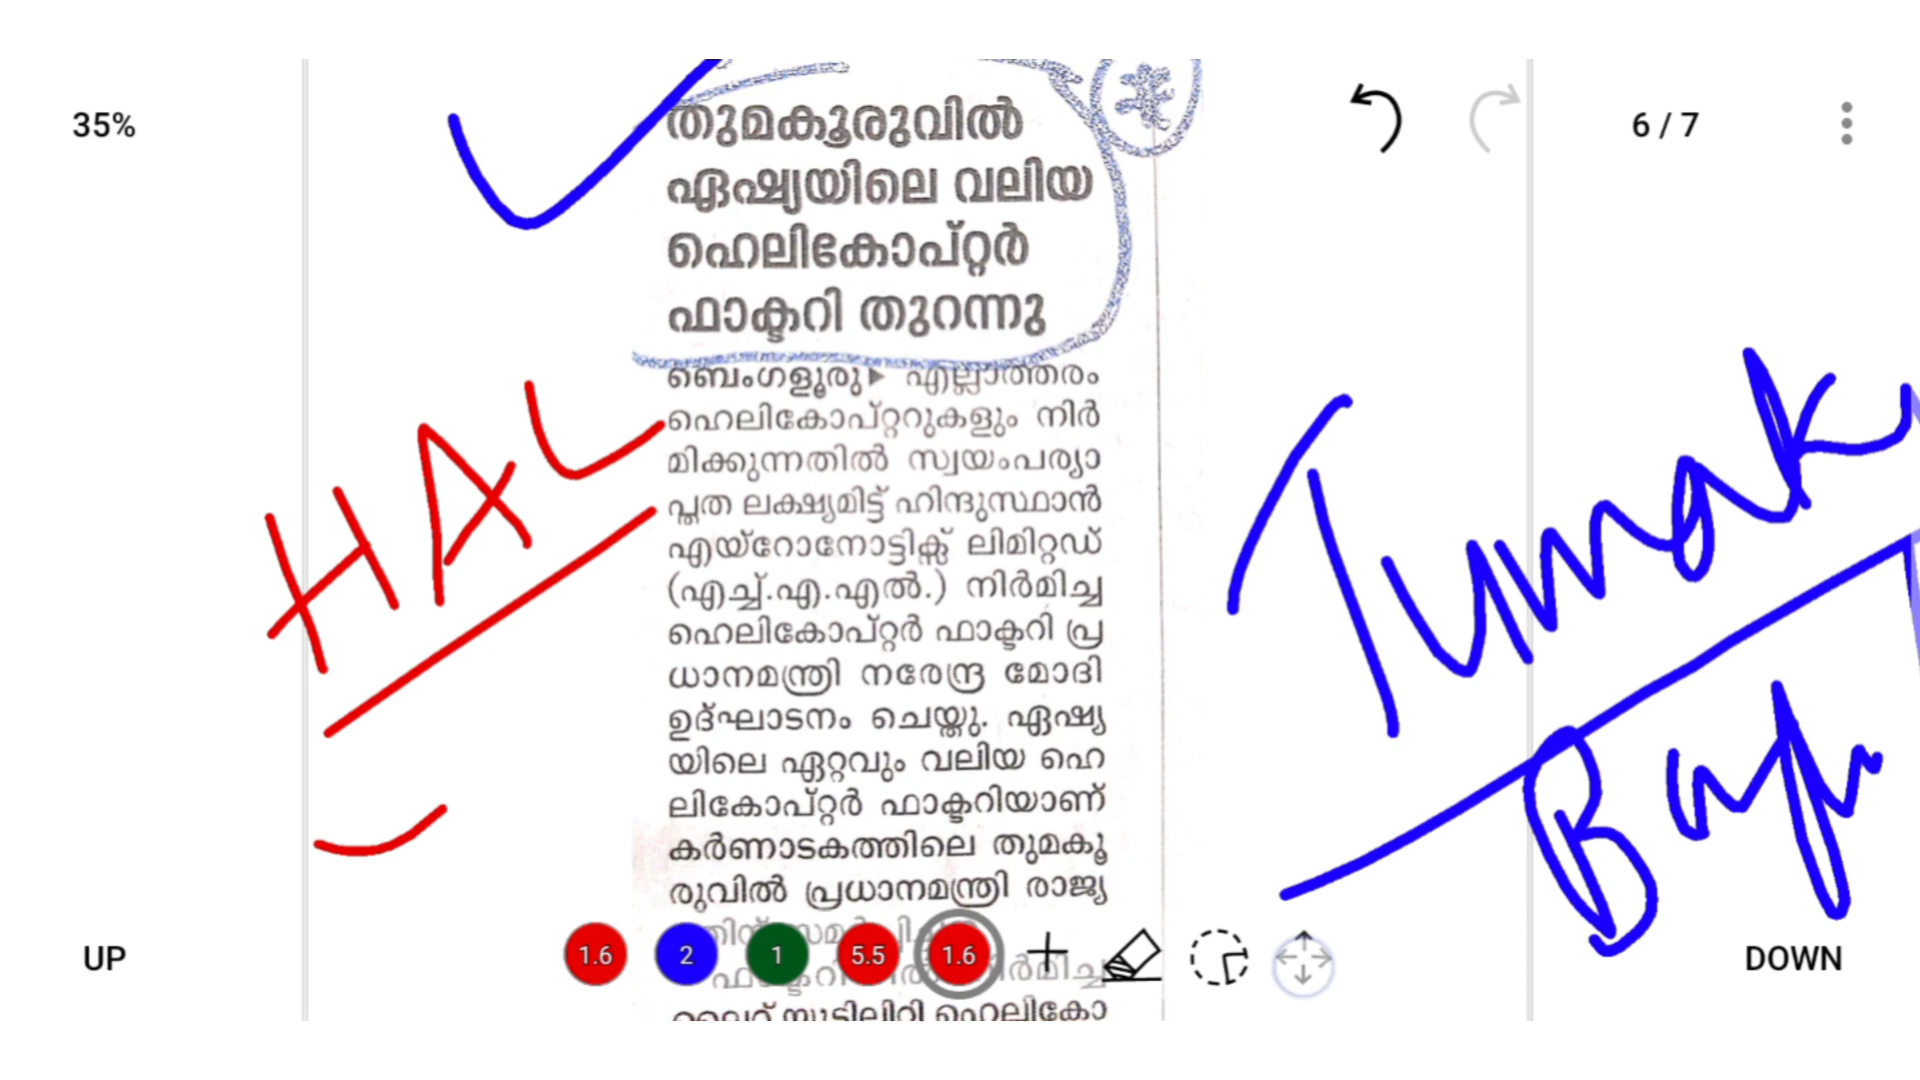 35%
6 / 7
തുമകൂരുവിൽ
ഏഷ്യയിലെ വലിയ
ഹെലികോപ്റ്റർ
ഫാക്ടറി തുറന്നു
ബെംഗളൂരു ▶ എല്ലാത്തരം
ഹെലികോപ്റ്ററുകളും നിർ
മിക്കുന്നതിൽ സ്വയംപര്യാ
പ്തത ലക്ഷ്യമിട്ട് ഹിന്ദുസ്ഥാൻ
എയ്റോനോട്ടിക്സ് ലിമിറ്റഡ്
(എച്ച്.എ.എൽ.) നിർമിച്ച
ഹെലികോപ്റ്റർ ഫാക്ടറി പ്ര
ധാനമന്ത്രി നരേന്ദ്ര മോദി
ഉദ്ഘാടനം ചെയ്തു. ഏഷ്യ
യിലെ ഏറ്റവും വലിയ ഹെ
ലികോപ്റ്റർ ഫാക്ടറിയാണ്
കർണാടകത്തിലെ തുമകൂ
രുവിൽ പ്രധാനമന്ത്രി രാജ്യ
നിർമിച്ച
യൂട്ടിലിറ്റി ഹെലികോ
HAL
Tumak
UP
1.6
2
1
5.5
1.6
DOWN